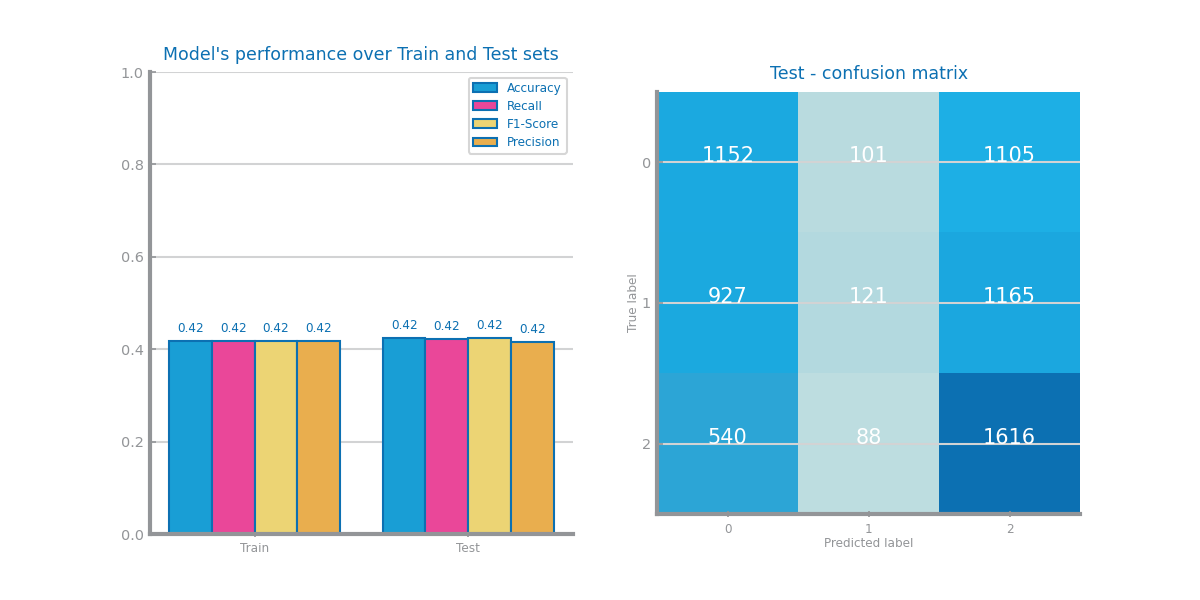 Model's performance over Train and Test sets
1.0
0.8
0.6
0.4
0.2
0.0
Accuracy
Recall
F1-Score
Precision
0.42 0.42 0.42 0.42
0.42 0.42 0.42 0.42
Train Test
Test - confusion matrix
True label
0 1152 101 1105
1 927 121 1165
2 540 88 1616
0 1 2
Predicted label